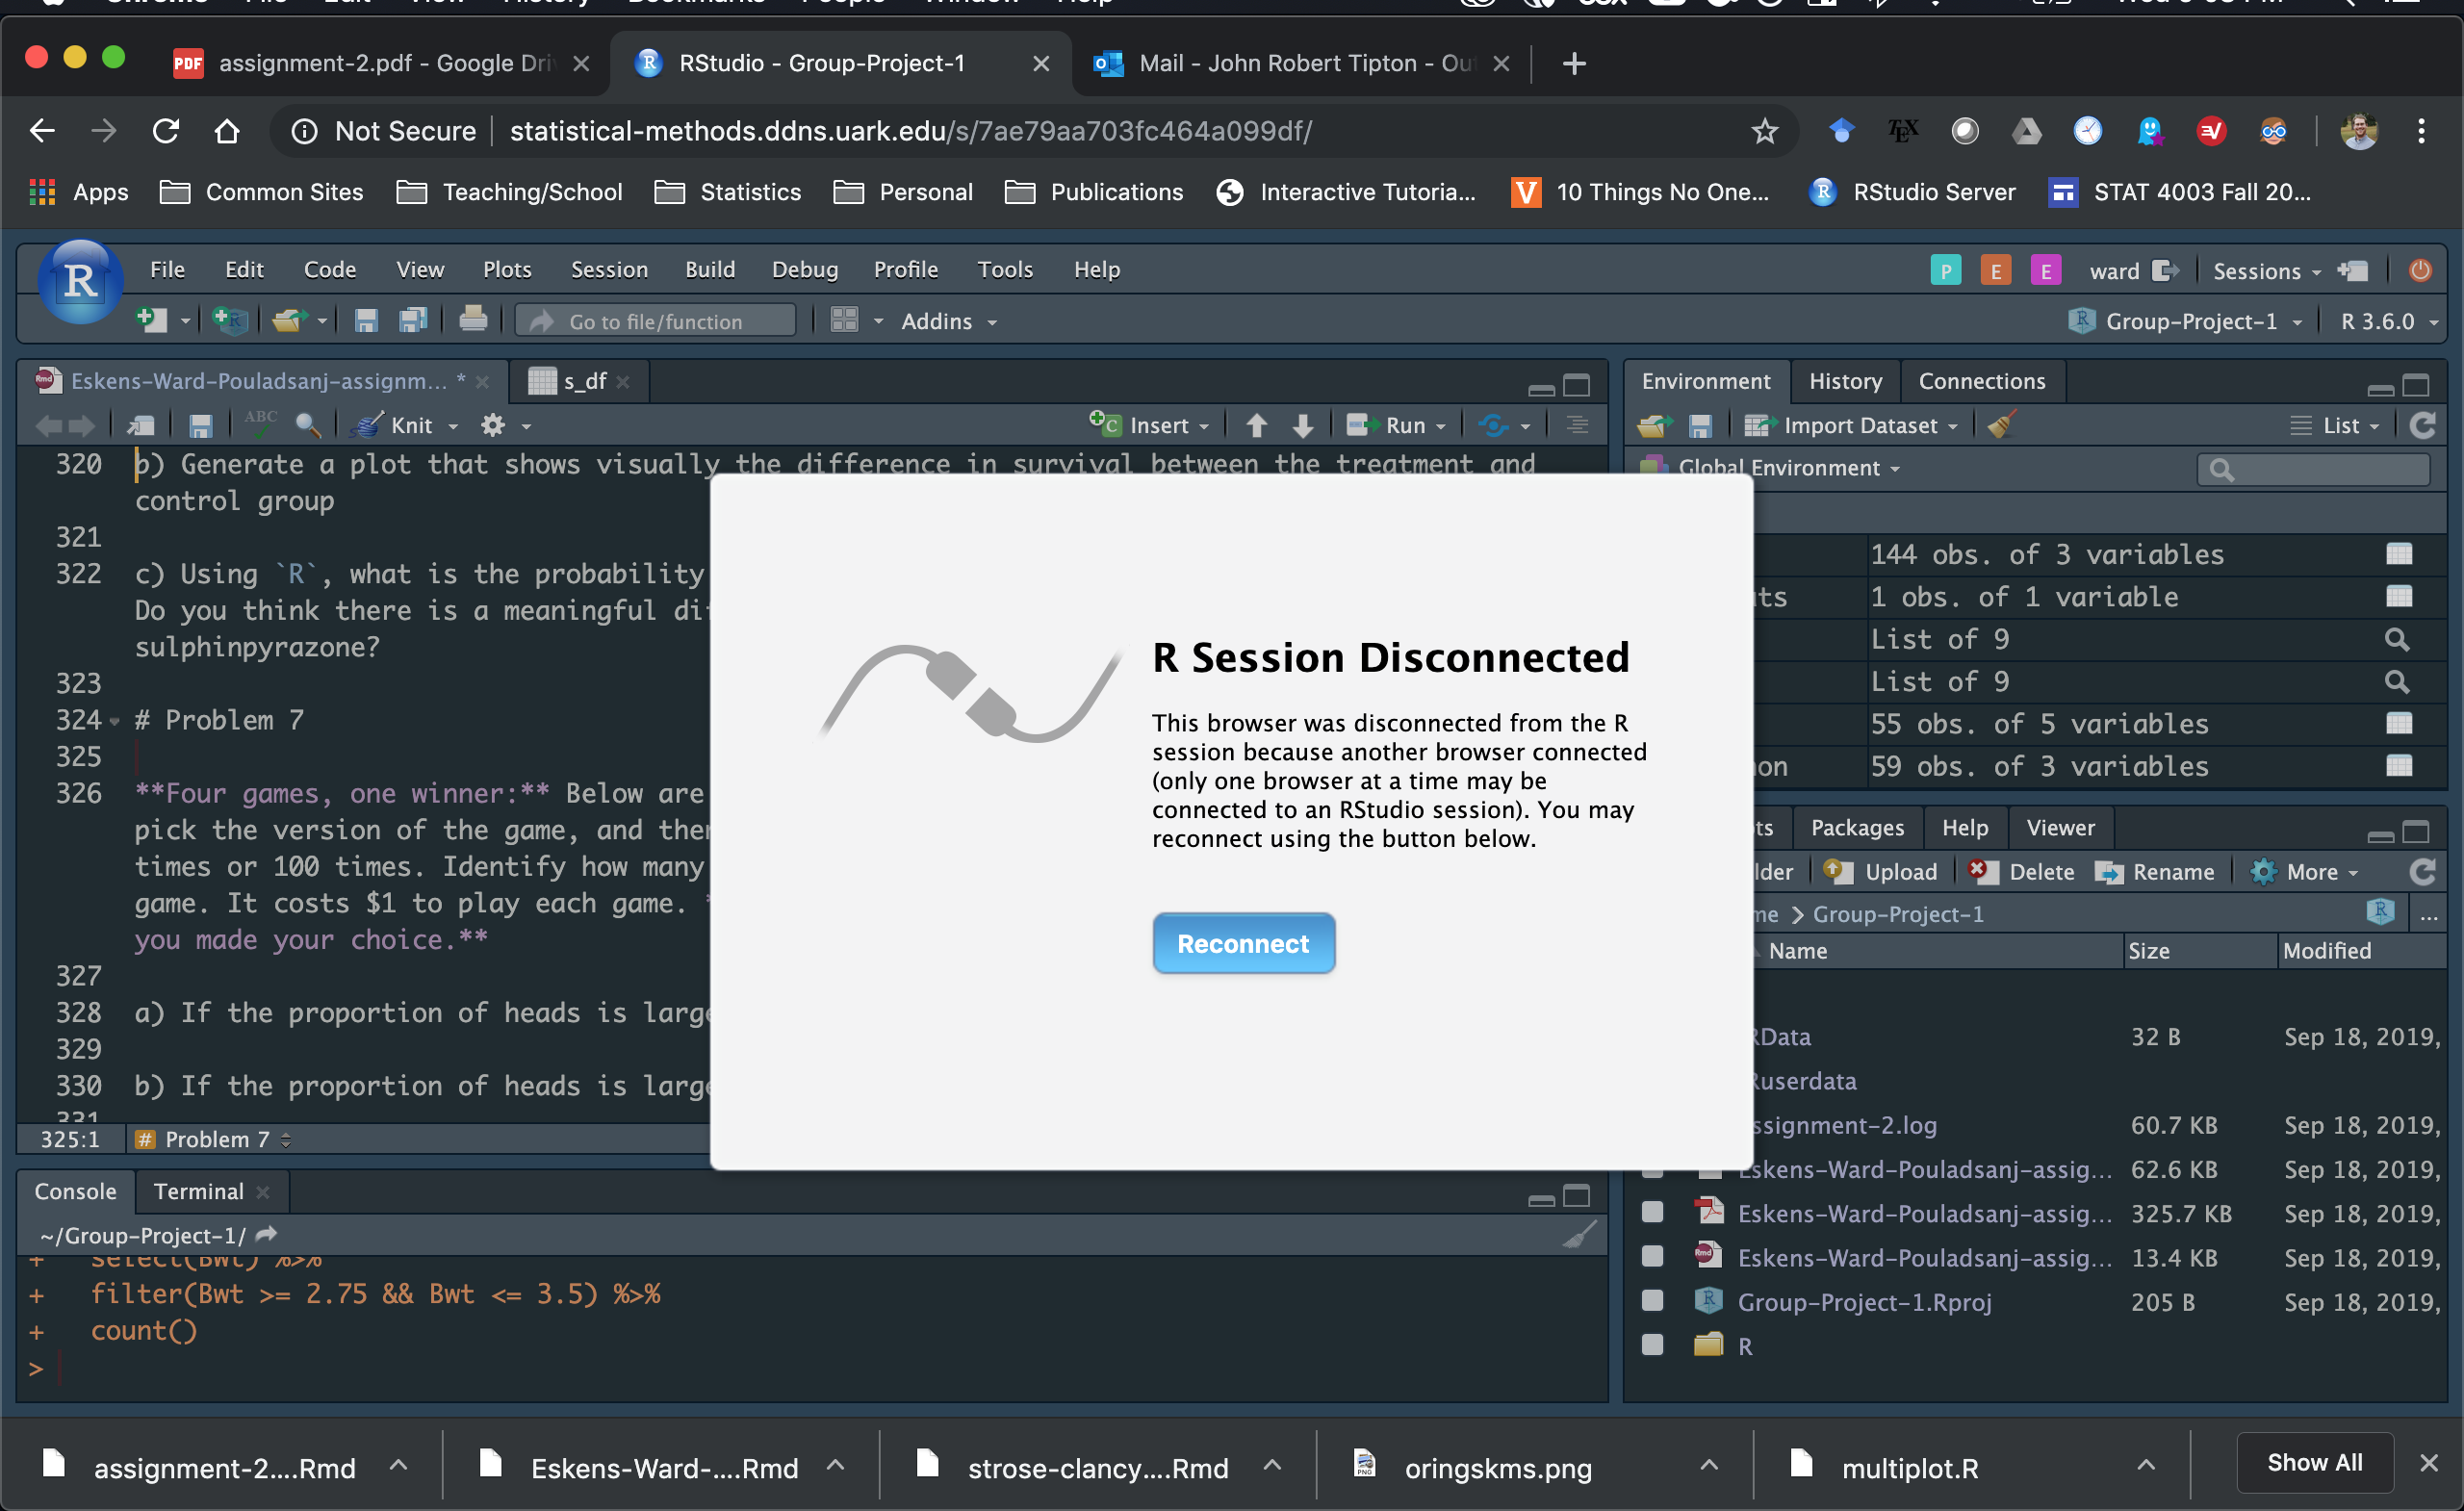 PDF assignment-2.pdf - Google Dri
RStudio - Group-Project-1
Mail - John Robert Tipton - Ou
Not Secure
statistical-methods.ddns.uark.edu/s/7ae79aa703fc464a099df/
Apps
Common Sites
Teaching/School
Statistics
Personal
Publications
Interactive Tutoria...
10 Things No One...
RStudio Server
STAT 4003 Fall 20...
File Edit Code View Plots Session Build Debug Profile Tools Help
P E E ward Sessions
Go to file/function
Addins
Group-Project-1
R 3.6.0
Eskens-Ward-Pouladsanj-assignm... *
s_df
ABC
Knit
Insert
Run
320 b) Generate a plot that shows visually the difference in survival between the treatment and
control group
321
322 c) Using `R`, what is the probability
Do you think there is a meaningful di
sulphinpyrazone?
323
324 # Problem 7
325
326 **Four games, one winner:** Below are
pick the version of the game, and the
times or 100 times. Identify how many
game. It costs $1 to play each game.
you made your choice.**
327
328 a) If the proportion of heads is large
329
330 b) If the proportion of heads is large
331
325:1
# Problem 7
R Session Disconnected
This browser was disconnected from the R
session because another browser connected
(only one browser at a time may be
connected to an RStudio session). You may
reconnect using the button below.
Reconnect
Console Terminal
~/Group-Project-1/
+ select(Bwt) %>%
+ filter(Bwt >= 2.75 && Bwt <= 3.5) %>%
+ count()
>
Environment History Connections
Import Dataset
List
Global Environment
144 obs. of 3 variables
ts 1 obs. of 1 variable
List of 9
List of 9
55 obs. of 5 variables
on 59 obs. of 3 variables
ts Packages Help Viewer
lder Upload Delete Rename More
me > Group-Project-1
...
Name Size Modified
RData 32 B Sep 18, 2019,
Ruserdata
ssignment-2.log 60.7 KB Sep 18, 2019,
Eskens-Ward-Pouladsanj-assig... 62.6 KB Sep 18, 2019,
Eskens-Ward-Pouladsanj-assig... 325.7 KB Sep 18, 2019,
Eskens-Ward-Pouladsanj-assig... 13.4 KB Sep 18, 2019,
Group-Project-1.Rproj 205 B Sep 18, 2019,
R
assignment-2....Rmd
Eskens-Ward-....Rmd
strose-clancy....Rmd
oringskms.png
multiplot.R
Show All